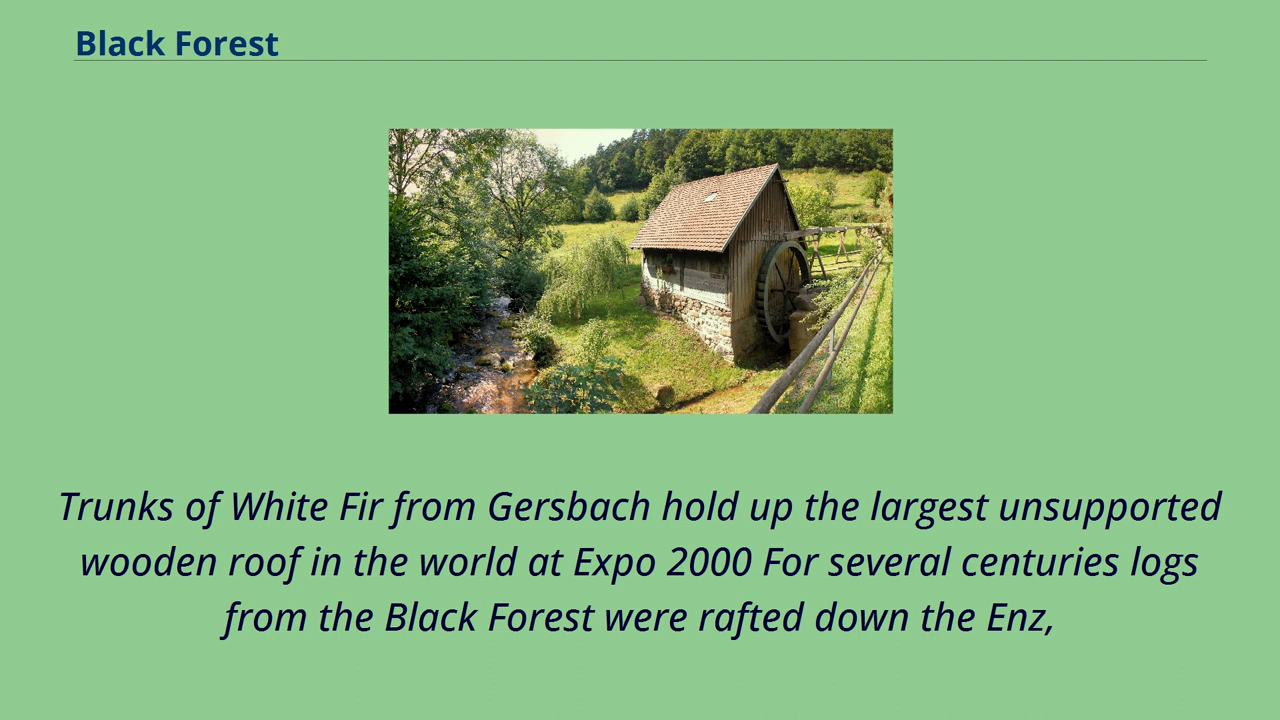 Black Forest
Trunks of White Fir from Gersbach hold up the largest unsupported
wooden roof in the world at Expo 2000 For several centuries logs
from the Black Forest were rafted down the Enz,